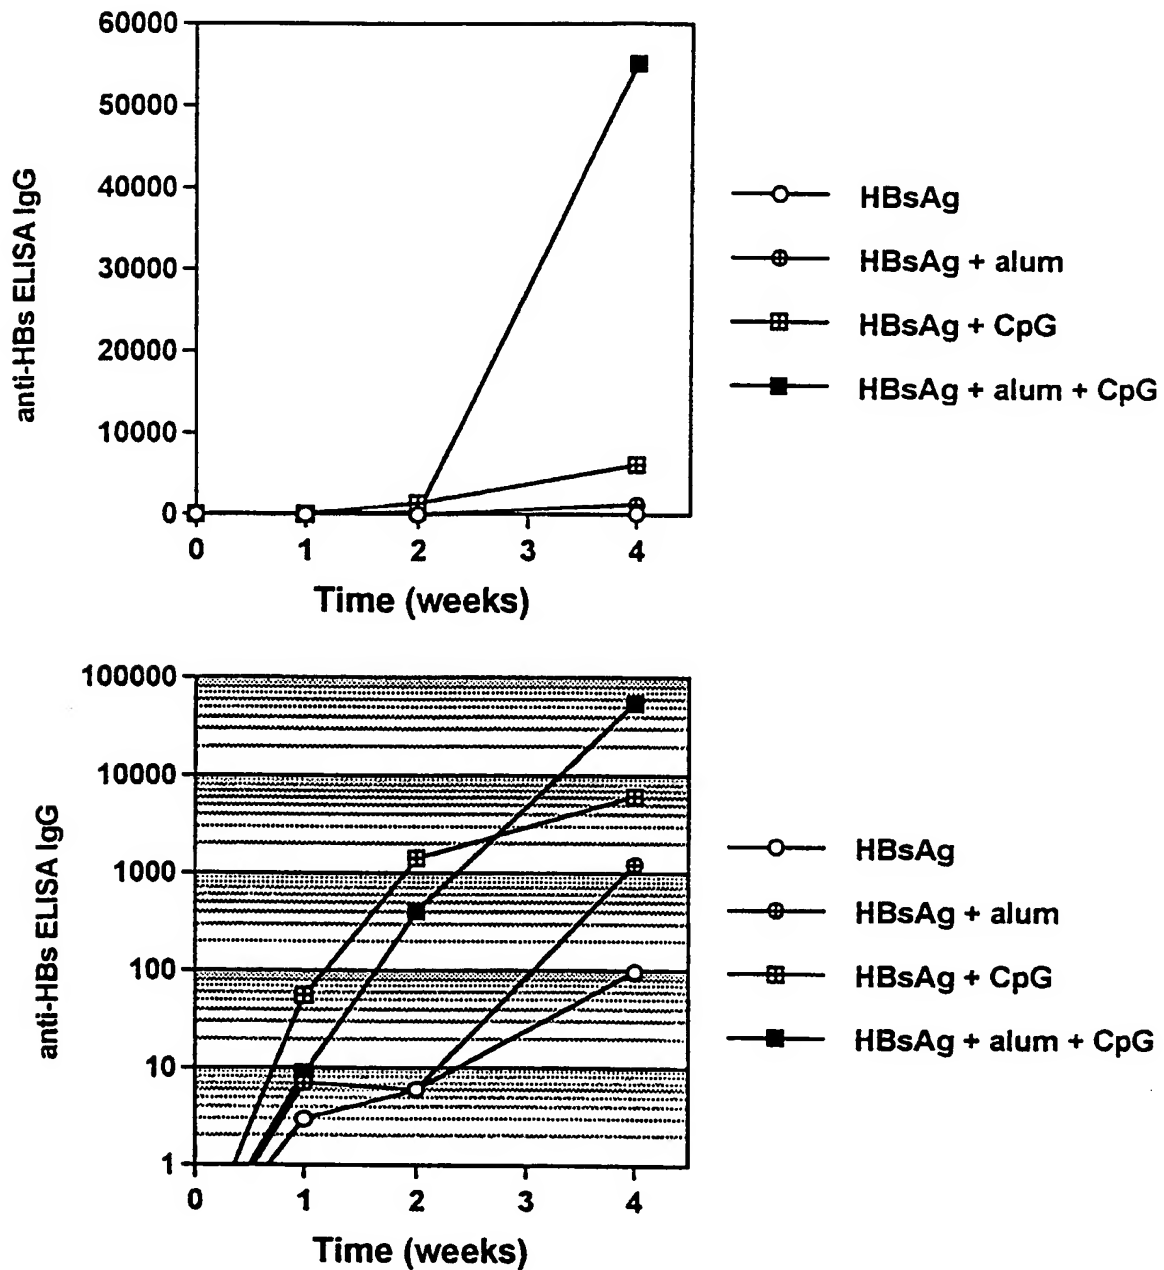 60000
50000
40000
30000
20000
10000
0
anti-HBs ELISA IgG
0 1 2 3 4
Time (weeks)
HBsAg
HBsAg + alum
HBsAg + CpG
HBsAg + alum + CpG
100000
10000
1000
100
10
1
anti-HBs ELISA IgG
0 1 2 3 4
Time (weeks)
HBsAg
HBsAg + alum
HBsAg + CpG
HBsAg + alum + CpG